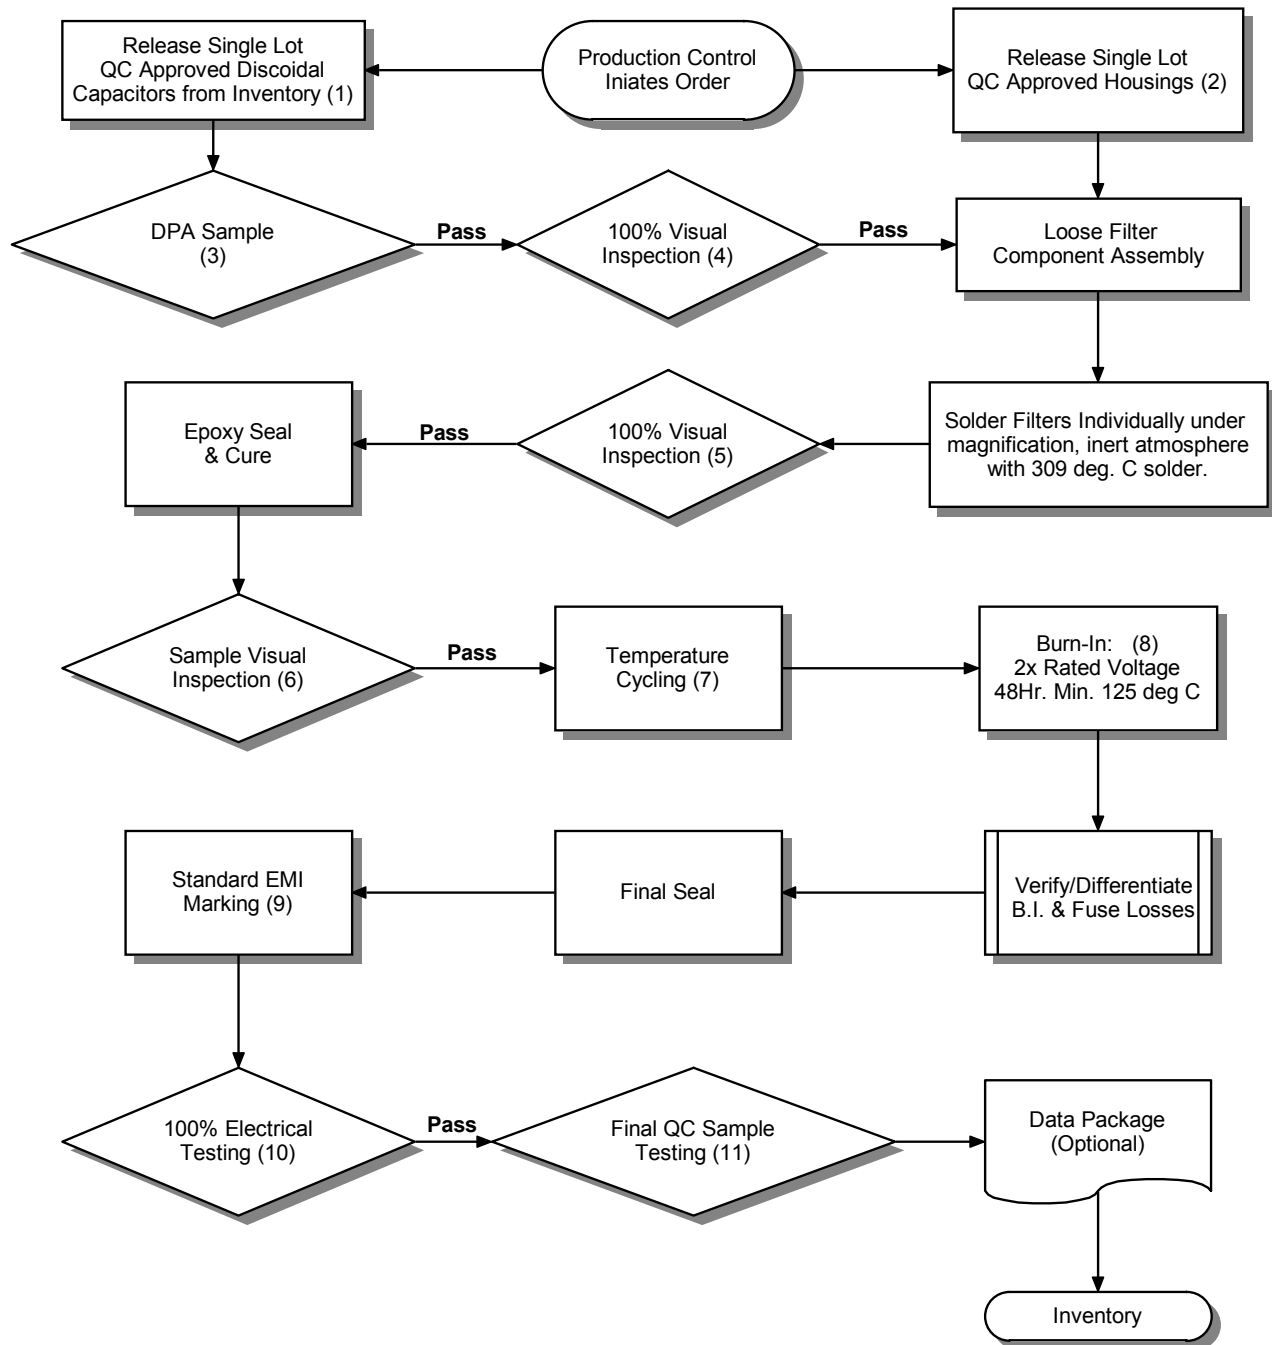 Release Single Lot
QC Approved Discoidal
Capacitors from Inventory (1)
Production Control
Iniates Order
Release Single Lot
QC Approved Housings (2)
DPA Sample
(3)
Pass
100% Visual
Inspection (4)
Pass
Loose Filter
Component Assembly
Epoxy Seal
& Cure
Pass
100% Visual
Inspection (5)
Solder Filters Individually under
magnification, inert atmosphere
with 309 deg. C solder.
Sample Visual
Inspection (6)
Pass
Temperature
Cycling (7)
Burn-In: (8)
2x Rated Voltage
48Hr. Min. 125 deg C
Standard EMI
Marking (9)
Final Seal
Verify/Differentiate
B.I. & Fuse Losses
100% Electrical
Testing (10)
Pass
Final QC Sample
Testing (11)
Data Package
(Optional)
Inventory